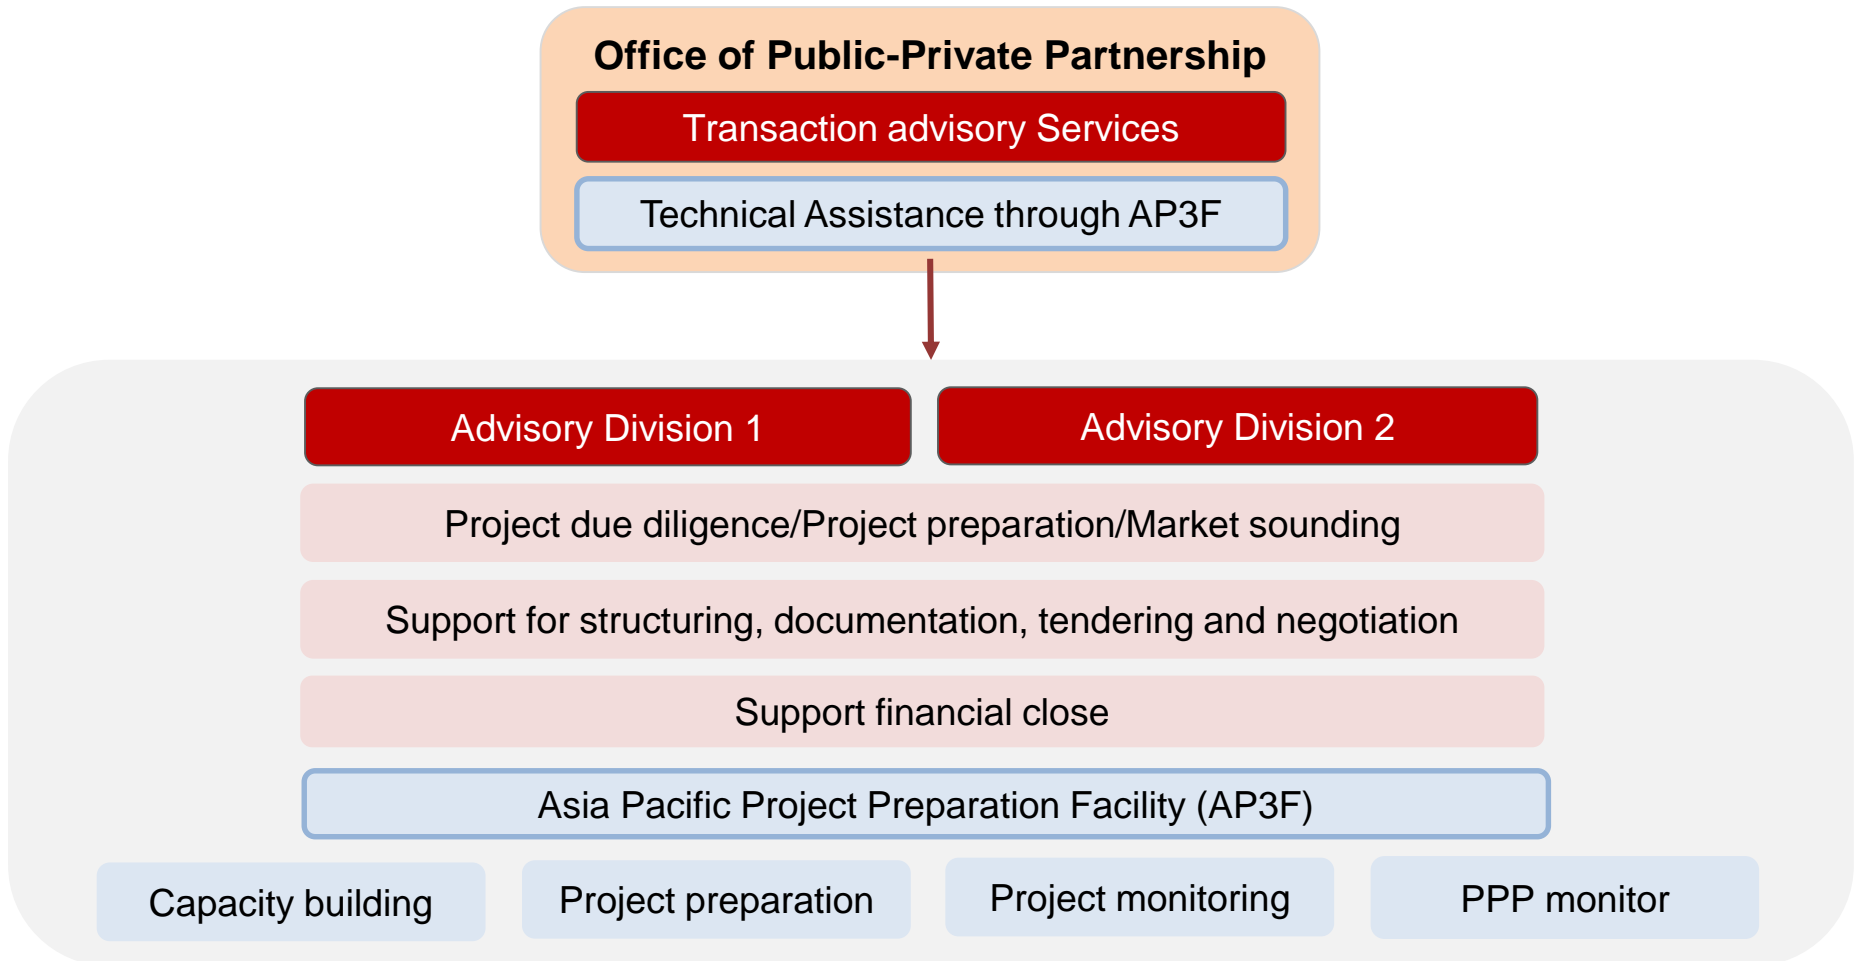 Office of Public-Private Partnership
Transaction advisory Services
Technical Assistance through AP3F
Advisory Division 1
Advisory Division 2
Project due diligence/Project preparation/Market sounding
Support for structuring, documentation, tendering and negotiation
Support financial close
Asia Pacific Project Preparation Facility (AP3F)
Capacity building
Project preparation
Project monitoring
PPP monitor